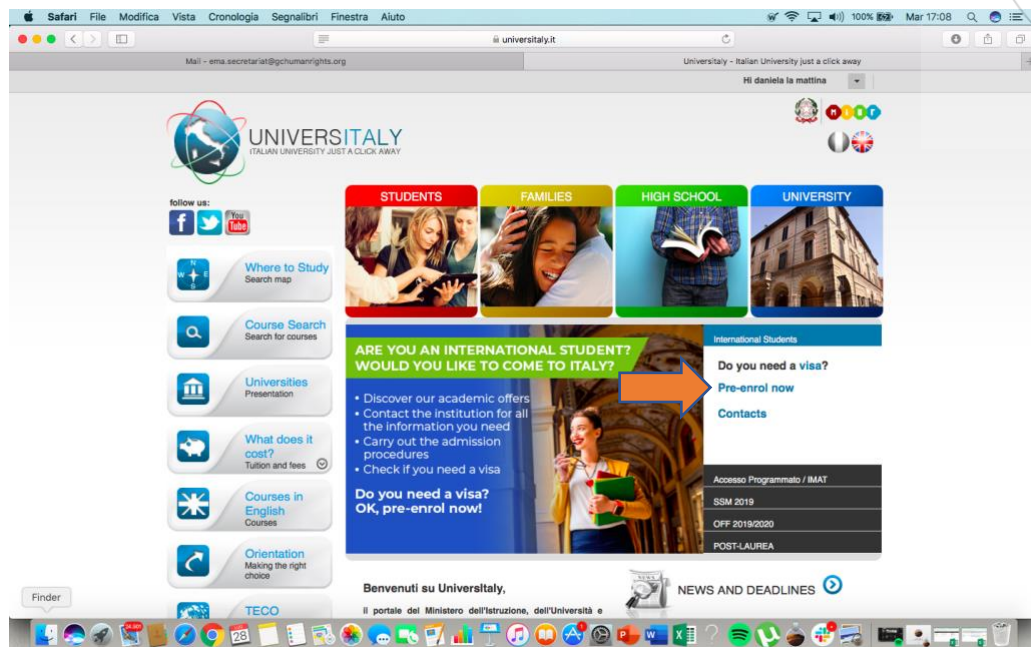 Safari File Modifica Vista Cronologia Segnalibri Finestra Aiuto 100% Mar 17:08
universitaly.it
Mail - ema.secretariat@gchumanrights.org
Universitaly - Italian University just a click away
Hi daniela la mattina
UNIVERSITALY
ITALIAN UNIVERSITY JUST A CLICK AWAY
miur
follow us:
f
You
Tube
STUDENTS
FAMILIES
HIGH SCHOOL
UNIVERSITY
N
W E
S
Where to Study
Search map
Course Search
Search for courses
Universities
Presentation
What does it
cost?
Tuition and fees
Courses in
English
Courses
Orientation
Making the right
choice
TECO
ARE YOU AN INTERNATIONAL STUDENT?
WOULD YOU LIKE TO COME TO ITALY?
• Discover our academic offers
• Contact the institution for all
the information you need
• Carry out the admission
procedures
• Check if you need a visa
Do you need a visa?
OK, pre-enrol now!
International Students
Do you need a visa?
Pre-enrol now
Contacts
Accesso Programmato / IMAT
SSM 2019
OFF 2019/2020
POST-LAUREA
Benvenuti su UniversItaly,
il portale del Ministero dell'Istruzione, dell'Università e
NEWS
NEWS AND DEADLINES
Finder
28